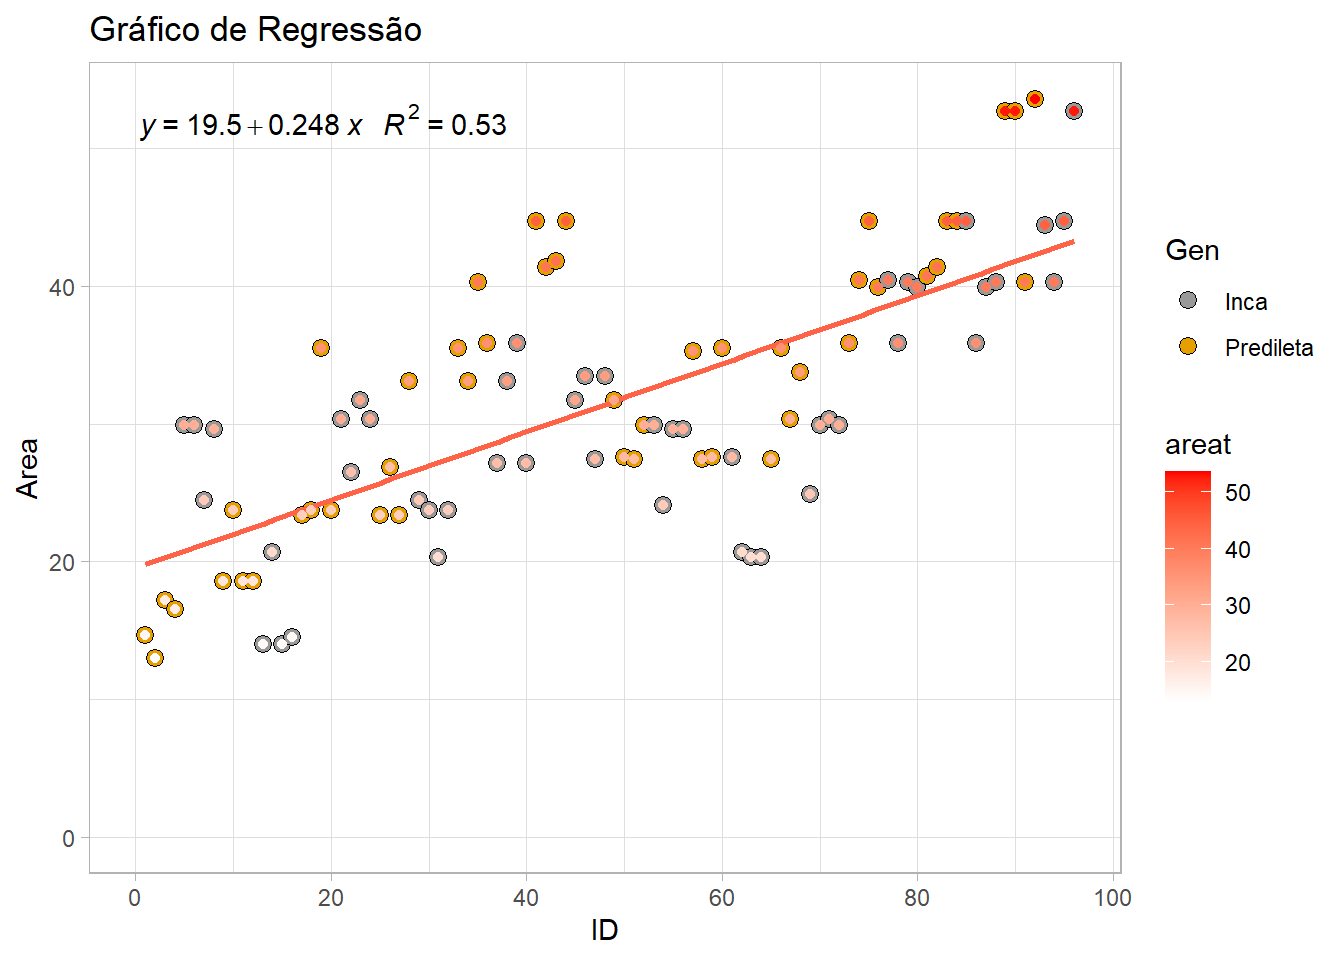 Gráfico de Regressão
y = 19.5 + 0.248 x R² = 0.53
Area
40
20
0
0 20 40 60 80 100
ID
Gen
Inca
Predileta
areat
50
40
30
20